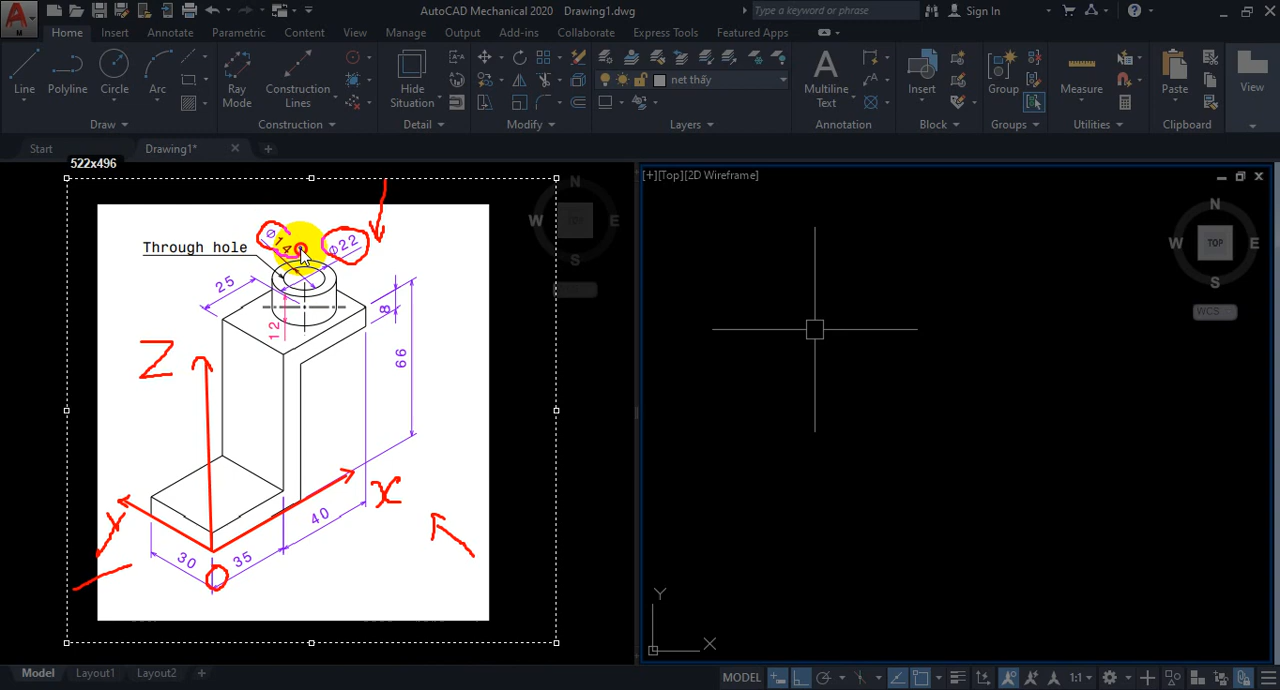 AutoCAD Mechanical 2020 Drawing1.dwg
Type a keyword or phrase
Sign In
Home Insert Annotate Parametric Content View Manage Output Add-ins Collaborate Express Tools Featured Apps
Line Polyline Circle Arc
Ray Mode
Construction Lines
Hide Situation
net thấy
Multiline Text
Insert
Group
Measure
Paste
View
Draw Construction Detail Modify Layers Annotation Block Groups Utilities Clipboard
Start Drawing1*
522x496
N
W TOP E
S
Through hole
Ø14
Ø22
25
8
12
66
Z
X
Y
40
30
35
O
[+][Top][2D Wireframe]
N
W TOP E
S
WCS
Y
X
Model Layout1 Layout2
MODEL
1:1